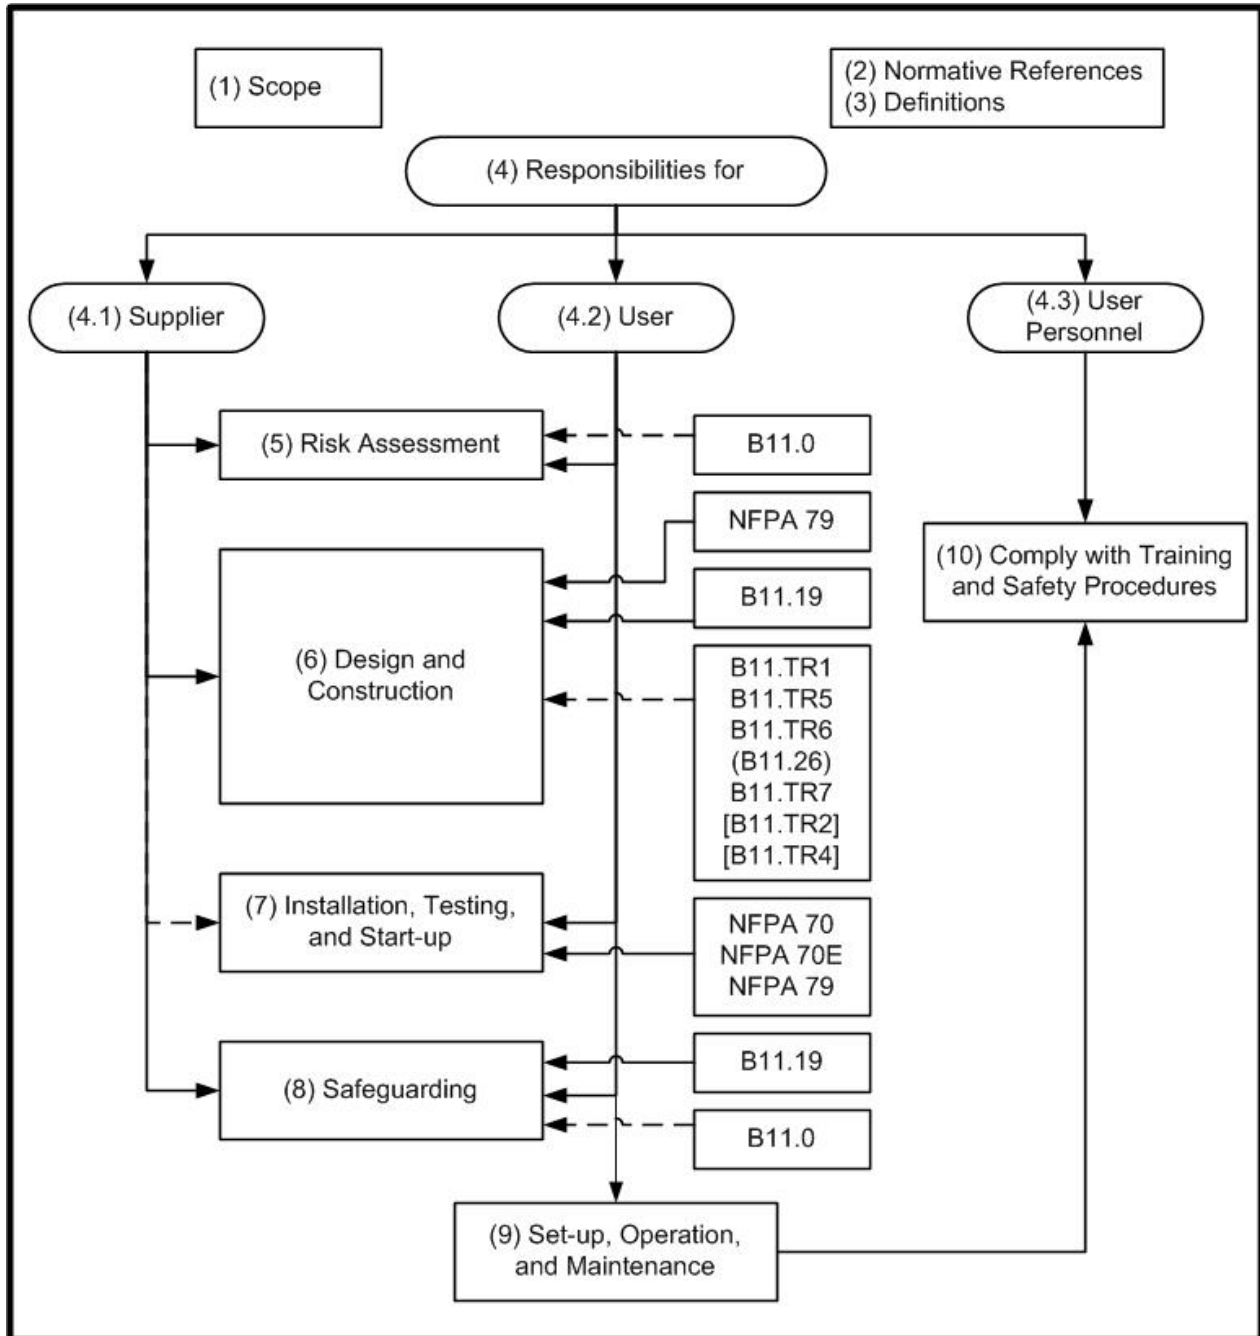 (1) Scope
(2) Normative References
(3) Definitions
(4) Responsibilities for
(4.1) Supplier
(4.2) User
(4.3) User
Personnel
(5) Risk Assessment
B11.0
NFPA 79
B11.19
(6) Design and
Construction
B11.TR1
B11.TR5
B11.TR6
(B11.26)
B11.TR7
[B11.TR2]
[B11.TR4]
(10) Comply with Training
and Safety Procedures
(7) Installation, Testing,
and Start-up
NFPA 70
NFPA 70E
NFPA 79
(8) Safeguarding
B11.19
B11.0
(9) Set-up, Operation,
and Maintenance